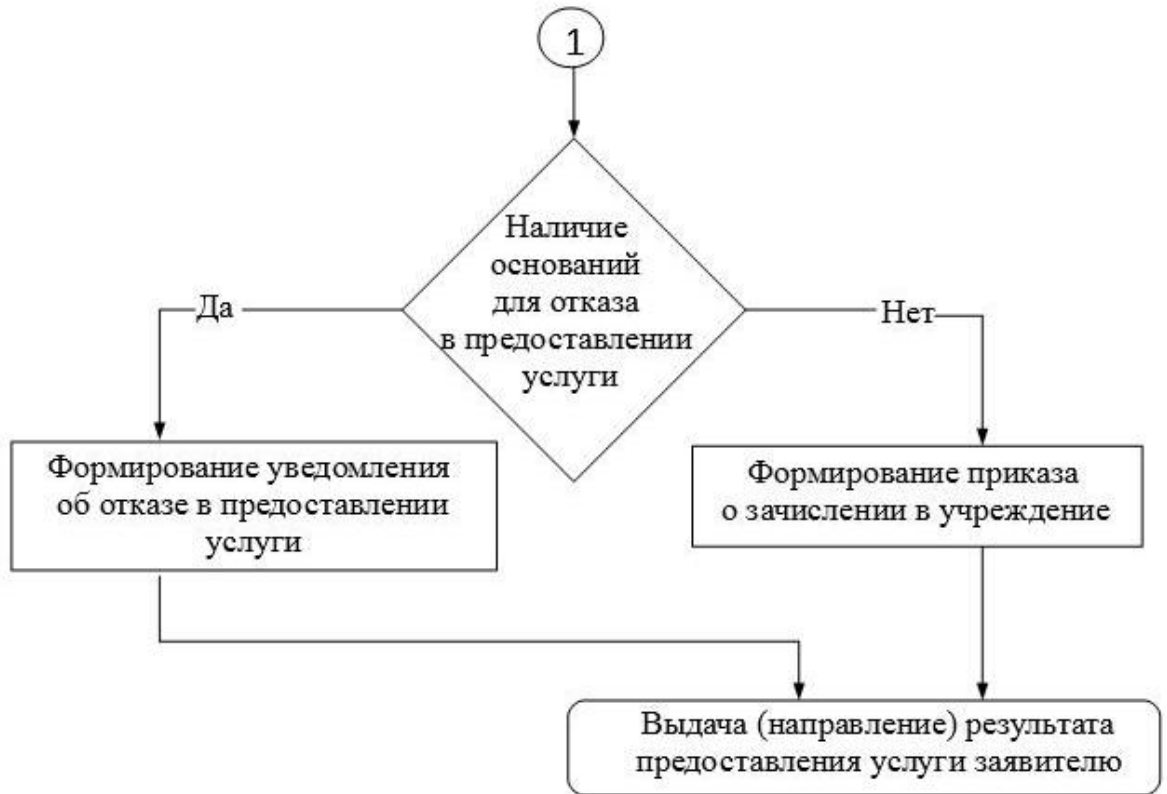 1
Наличие
оснований
для отказа
в предоставлении
услуги
Да
Нет
Формирование уведомления
об отказе в предоставлении
услуги
Формирование приказа
о зачислении в учреждение
Выдача (направление) результата
предоставления услуги заявителю